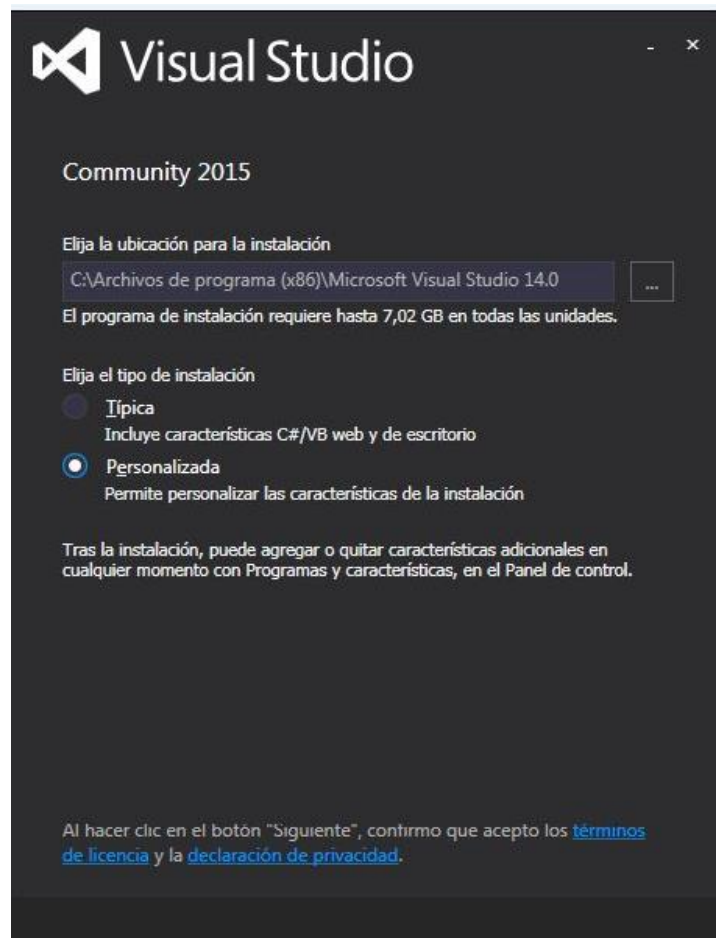 Visual Studio
Community 2015
Elija la ubicación para la instalación
C:\Archivos de programa (x86)\Microsoft Visual Studio 14.0
...
El programa de instalación requiere hasta 7,02 GB en todas las unidades.
Elija el tipo de instalación
Típica
Incluye características C#/VB web y de escritorio
Personalizada
Permite personalizar las características de la instalación
Tras la instalación, puede agregar o quitar características adicionales en
cualquier momento con Programas y características, en el Panel de control.
Al hacer clic en el botón "Siguiente", confirmo que acepto los términos
de licencia y la declaración de privacidad.